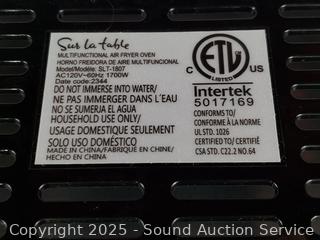 Sur la table
MULTIFUNCTIONAL AIR FRYER OVEN
HORNO FREIDORA DE AIRE MULTIFUNCIONAL
Model/Modèle: SLT-1807
AC120V~60Hz 1700W
Date code:2344
DO NOT IMMERSE INTO WATER/
NE PAS IMMERGER DANS L'EAU
NO SUMERJA EL AGUA
HOUSEHOLD USE ONLY/
USAGE DOMESTIQUE SEULEMENT
SOLO USO DOMÉSTICO
MADE IN CHINA/FABRIQUÉ EN CHINE/
HECHO EN CHINA
ETL
C US
LISTED
Intertek
5017169
CONFORMS TO/
CONFORME À LA NORME
UL STD. 1026
CERTIFIED TO/ CERTIFIÉ
CSA STD. C22.2 NO.64
Copyright © 2025 - Sound Auction Service